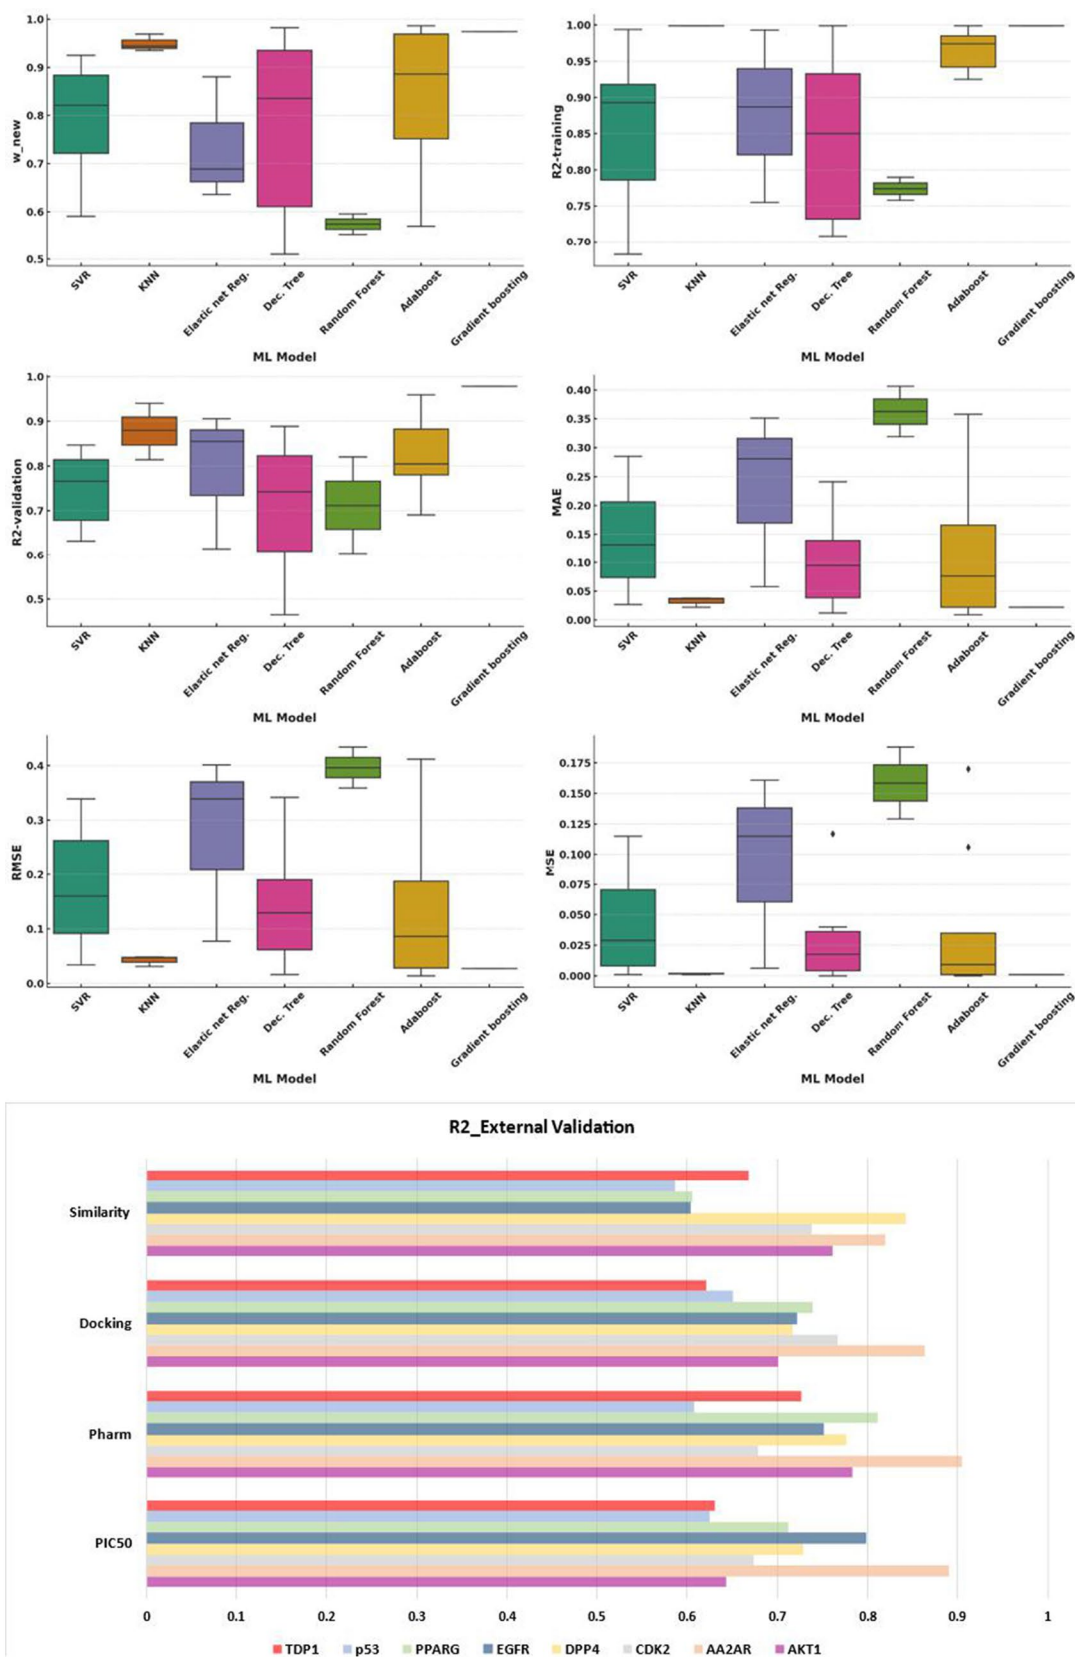 1.0
0.9
0.8
0.7
0.6
0.5
w_new
SVR
KNN
Elastic net Reg.
Dec. Tree
Random Forest
Adaboost
Gradient boosting
ML Model
1.00
0.95
0.90
0.85
0.80
0.75
0.70
R2-training
SVR
KNN
Elastic net Reg.
Dec. Tree
Random Forest
Adaboost
Gradient boosting
ML Model
1.0
0.9
0.8
0.7
0.6
0.5
R2-validation
SVR
KNN
Elastic net Reg.
Dec. Tree
Random Forest
Adaboost
Gradient boosting
ML Model
0.40
0.35
0.30
0.25
0.20
0.15
0.10
0.05
0.00
MAE
SVR
KNN
Elastic net Reg.
Dec. Tree
Random Forest
Adaboost
Gradient boosting
ML Model
0.4
0.3
0.2
0.1
0.0
RMSE
SVR
KNN
Elastic net Reg.
Dec. Tree
Random Forest
Adaboost
Gradient boosting
ML Model
0.175
0.150
0.125
0.100
0.075
0.050
0.025
0.000
MSE
SVR
KNN
Elastic net Reg.
Dec. Tree
Random Forest
Adaboost
Gradient boosting
ML Model
R2_External Validation
Similarity
Docking
Pharm
PIC50
0 0.1 0.2 0.3 0.4 0.5 0.6 0.7 0.8 0.9 1
TDP1 p53 PPARG EGFR DPP4 CDK2 AA2AR AKT1